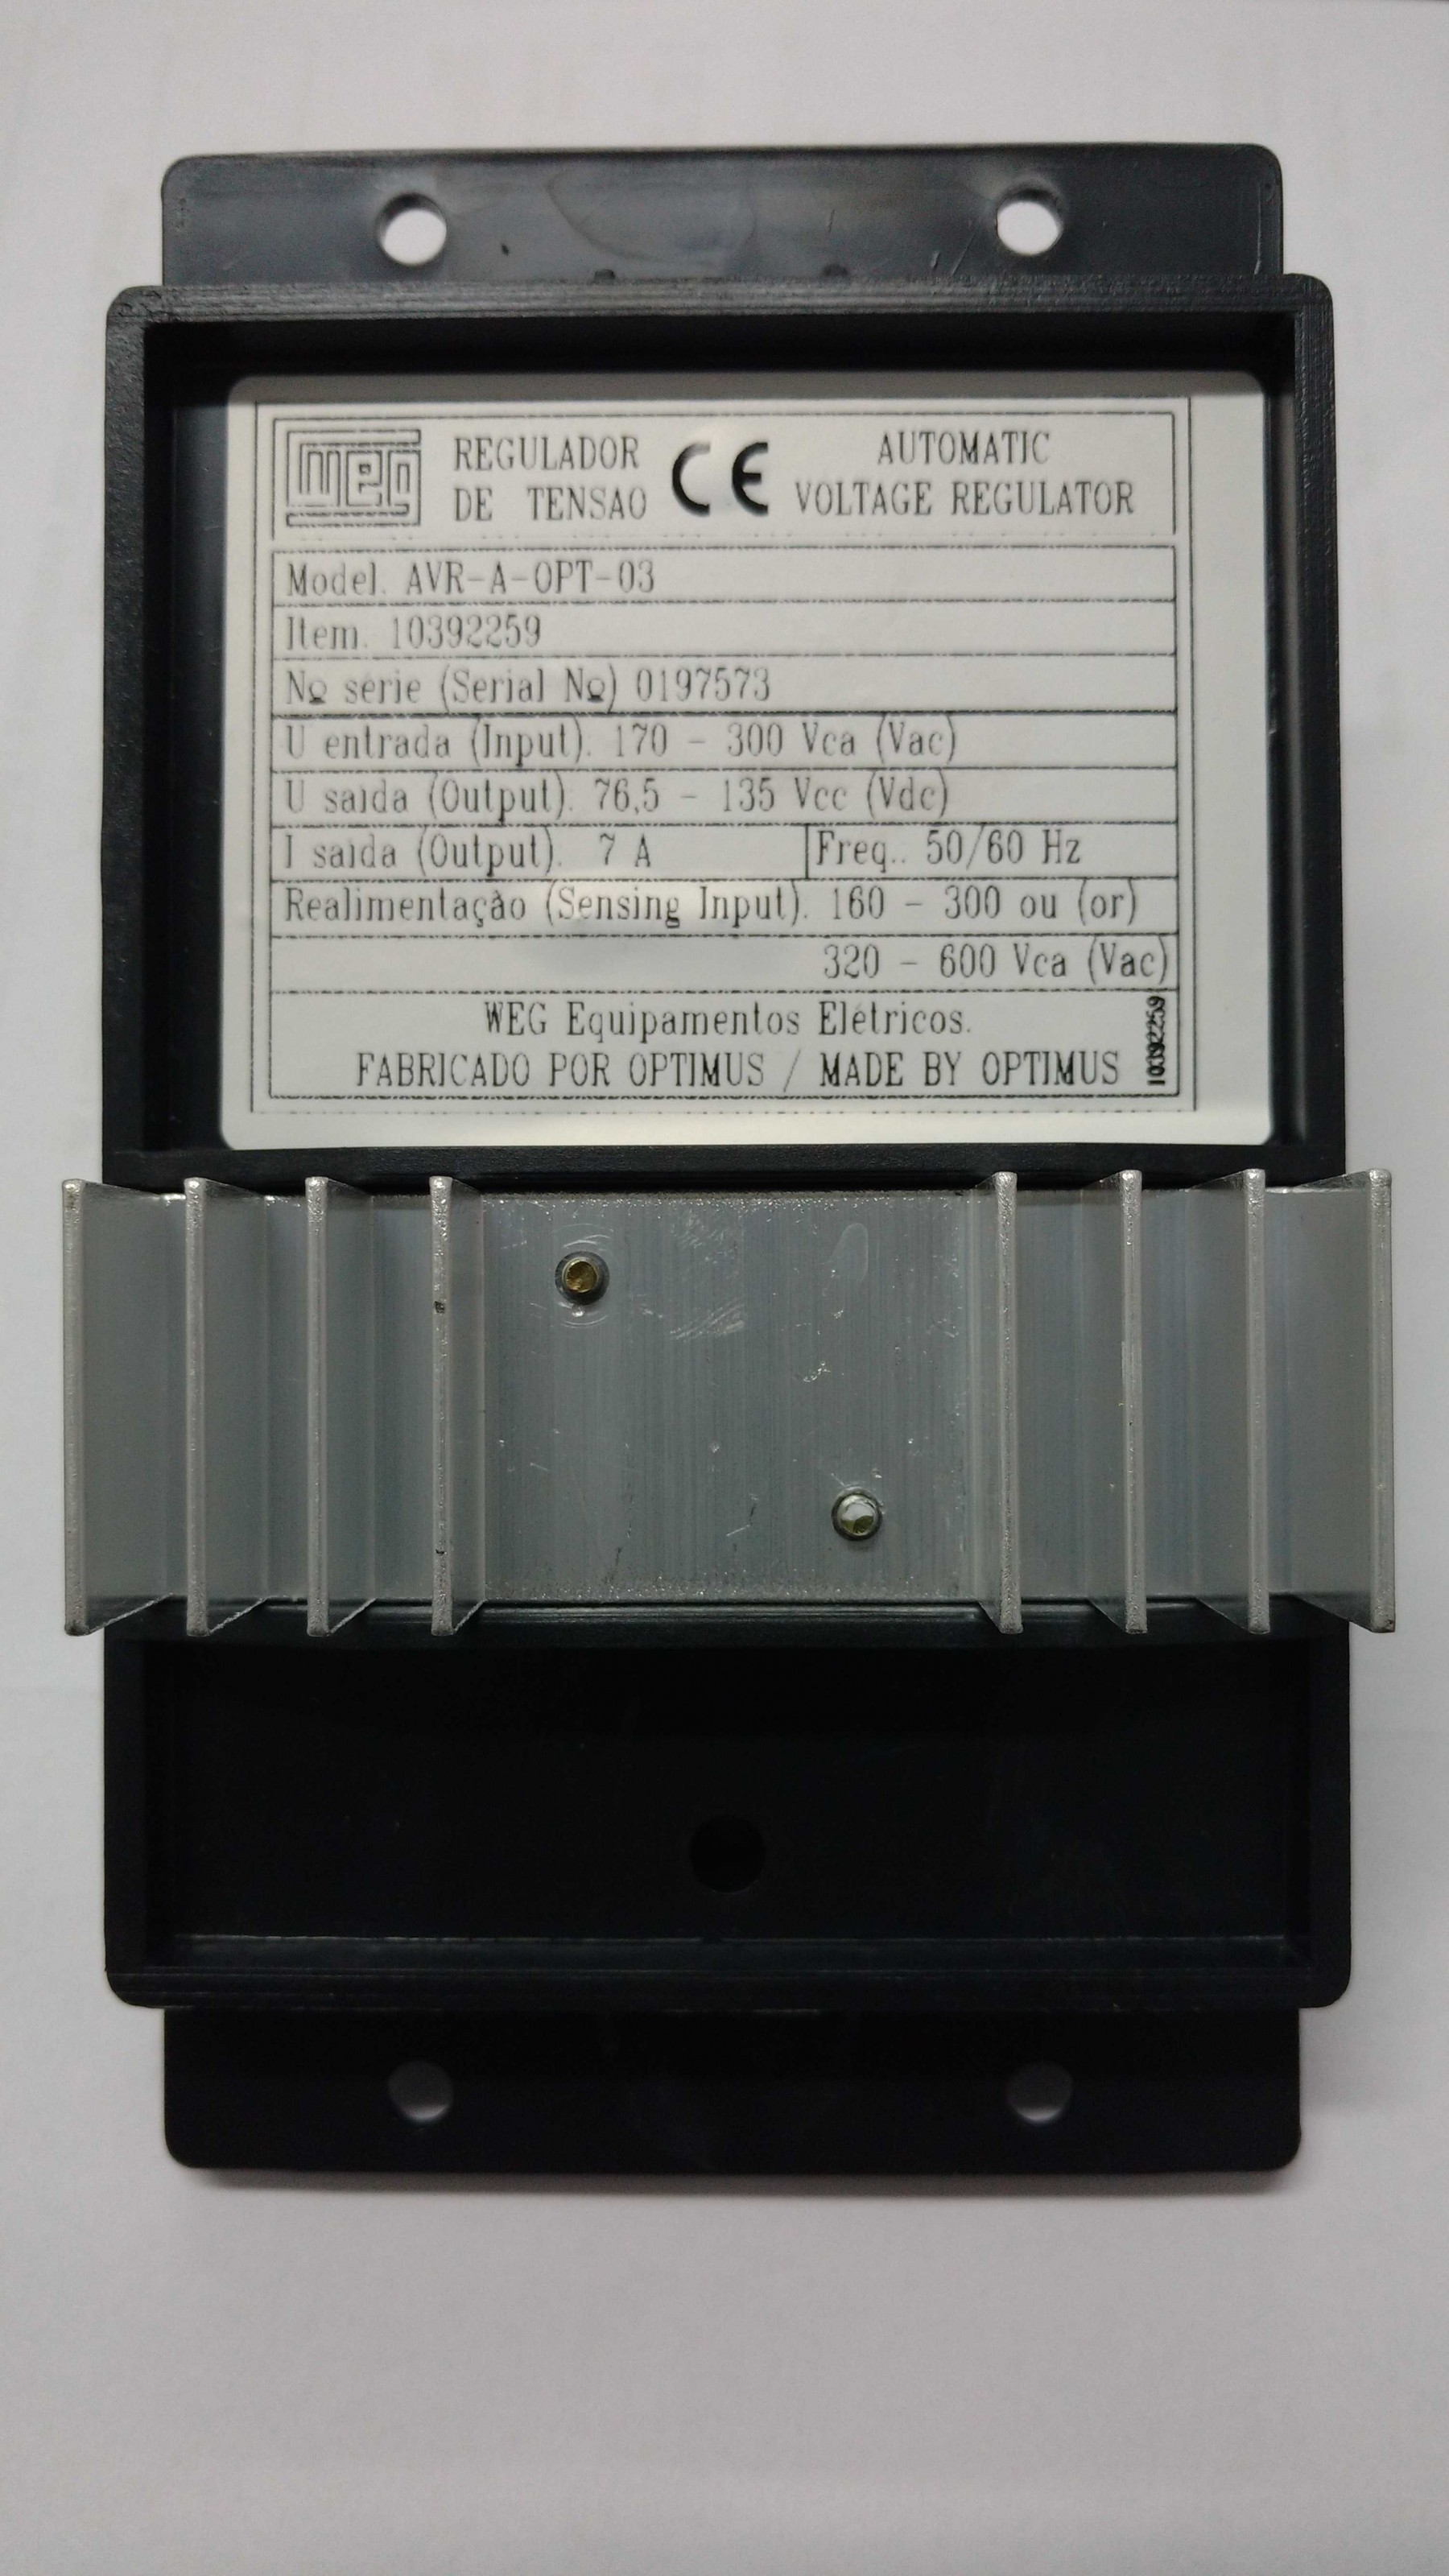 weg
REGULADOR
DE TENSAO
CE
AUTOMATIC
VOLTAGE REGULATOR
Model. AVR-A-OPT-03
Item. 10392259
Nº serie (Serial Nº) 0197573
U entrada (Input). 170 - 300 Vca (Vac)
U saida (Output). 76,5 - 135 Vcc (Vdc)
I saida (Output). 7 A
Freq.. 50/60 Hz
Realimentação (Sensing Input). 160 - 300 ou (or)
320 - 600 Vca (Vac)
WEG Equipamentos Elétricos.
FABRICADO POR OPTIMUS / MADE BY OPTIMUS
10392259